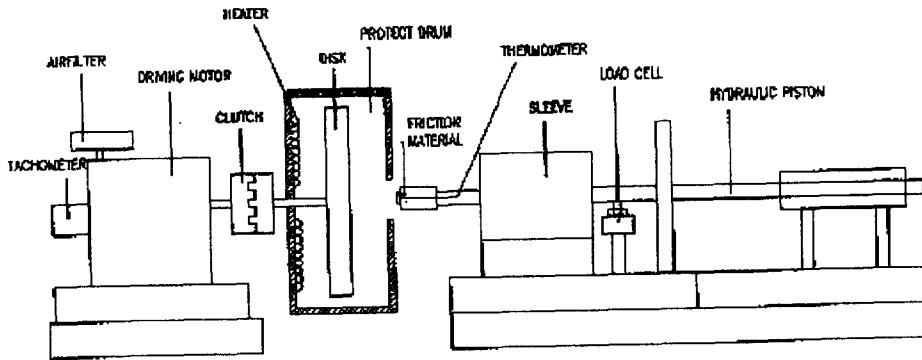 HEATER
PROTECT DRUM
AIRFILTER
DRIVING MOTOR
DISK
THERMOMETER
LOAD CELL
HYDRAULIC PISTON
CLUTCH
FRICTION
MATERIAL
SLEEVE
TACHOMETER